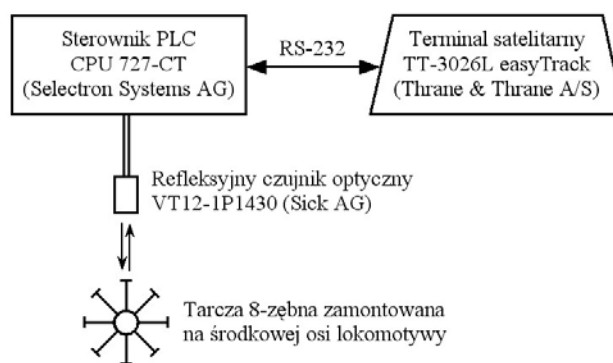 Sterownik PLC
CPU 727-CT
(Selectron Systems AG)
RS-232
Terminal satelitarny
TT-3026L easyTrack
(Thrane & Thrane A/S)
Refleksyjny czujnik optyczny
VT12-1P1430 (Sick AG)
Tarcza 8-zębna zamontowana
na środkowej osi lokomotywy